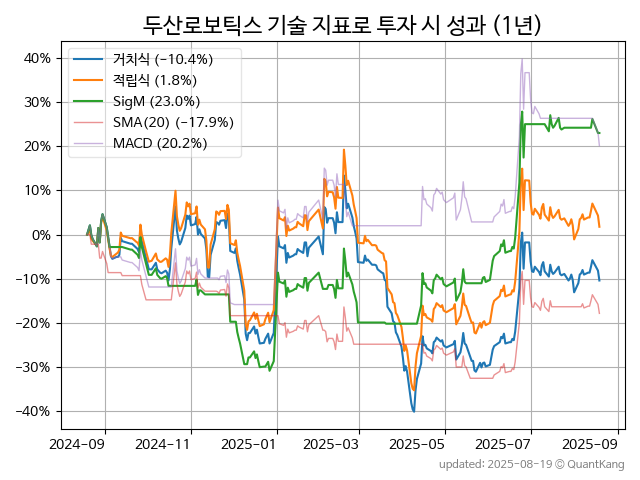 두산로보틱스 기술 지표로 투자 시 성과 (1년)
거치식 (−10.4%)
적립식 (1.8%)
SigM (23.0%)
SMA(20) (−17.9%)
MACD (20.2%)
40%
30%
20%
10%
0%
−10%
−20%
−30%
−40%
2024-09 2024-11 2025-01 2025-03 2025-05 2025-07 2025-09
updated: 2025-08-19 © QuantKang